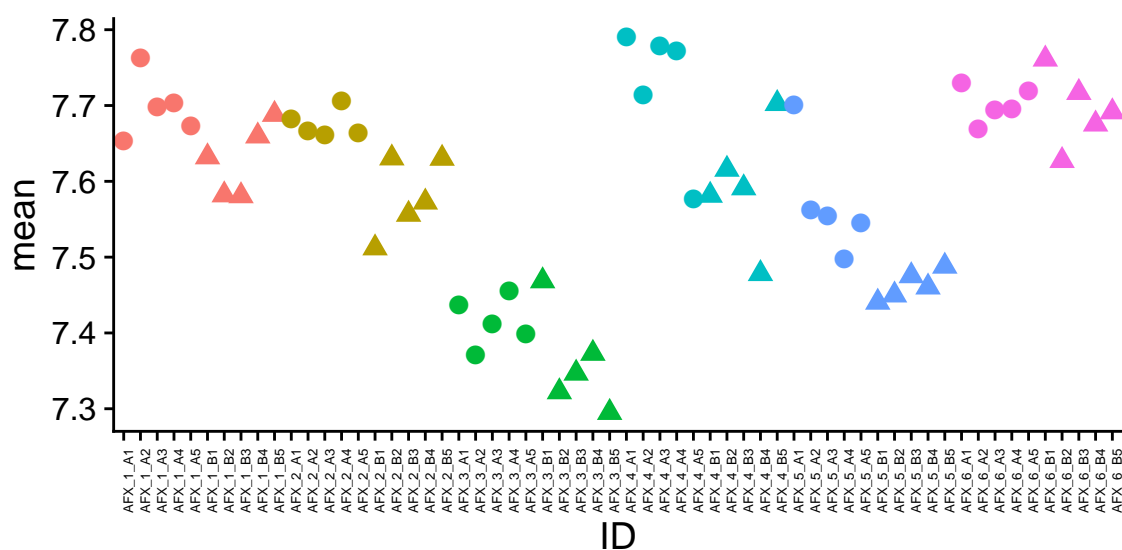 7.8
7.7
7.6
7.5
7.4
7.3
mean
AFX_1_A1
AFX_1_A2
AFX_1_A3
AFX_1_A4
AFX_1_A5
AFX_1_B1
AFX_1_B2
AFX_1_B3
AFX_1_B4
AFX_1_B5
AFX_2_A1
AFX_2_A2
AFX_2_A3
AFX_2_A4
AFX_2_A5
AFX_2_B1
AFX_2_B2
AFX_2_B3
AFX_2_B4
AFX_2_B5
AFX_3_A1
AFX_3_A2
AFX_3_A3
AFX_3_A4
AFX_3_A5
AFX_3_B1
AFX_3_B2
AFX_3_B3
AFX_3_B4
AFX_3_B5
AFX_4_A1
AFX_4_A2
AFX_4_A3
AFX_4_A4
AFX_4_A5
AFX_4_B1
AFX_4_B2
AFX_4_B3
AFX_4_B4
AFX_4_B5
AFX_5_A1
AFX_5_A2
AFX_5_A3
AFX_5_A4
AFX_5_A5
AFX_5_B1
AFX_5_B2
AFX_5_B3
AFX_5_B4
AFX_5_B5
AFX_6_A1
AFX_6_A2
AFX_6_A3
AFX_6_A4
AFX_6_A5
AFX_6_B1
AFX_6_B2
AFX_6_B3
AFX_6_B4
AFX_6_B5
ID